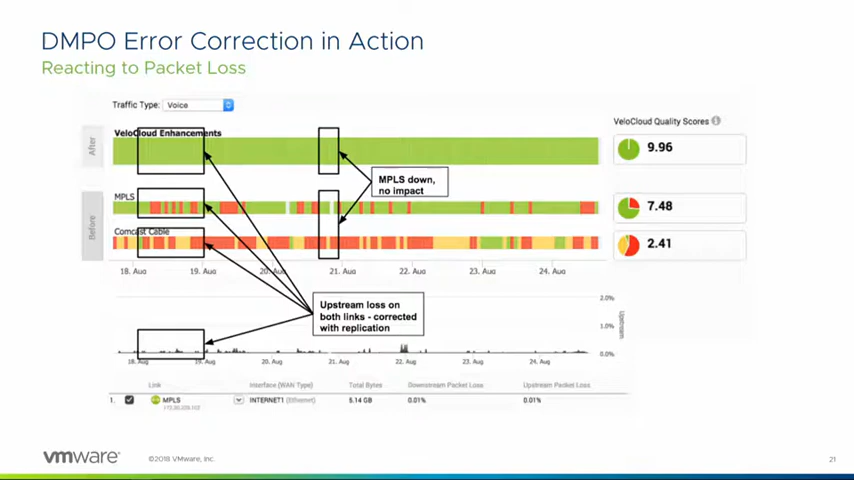 DMPO Error Correction in Action
Reacting to Packet Loss
Traffic Type: Voice
VeloCloud Quality Scores
After
VeloCloud Enhancements
9.96
MPLS down,
no impact
Before
MPLS
7.48
Comcast Cable
2.41
18. Aug 19. Aug 20. Aug 21. Aug 22. Aug 23. Aug 24. Aug
Upstream loss on
both links - corrected
with replication
2.0%
1.0%
0.0%
Upstream
18. Aug 19. Aug 20. Aug 21. Aug 22. Aug 23. Aug 24. Aug
Link Interface (WAN Type) Total Bytes Downstream Packet Loss Upstream Packet Loss
1. MPLS INTERNET1 (Ethernet) 5.14 GB 0.01% 0.01%
vmware
©2018 VMware, Inc.
21